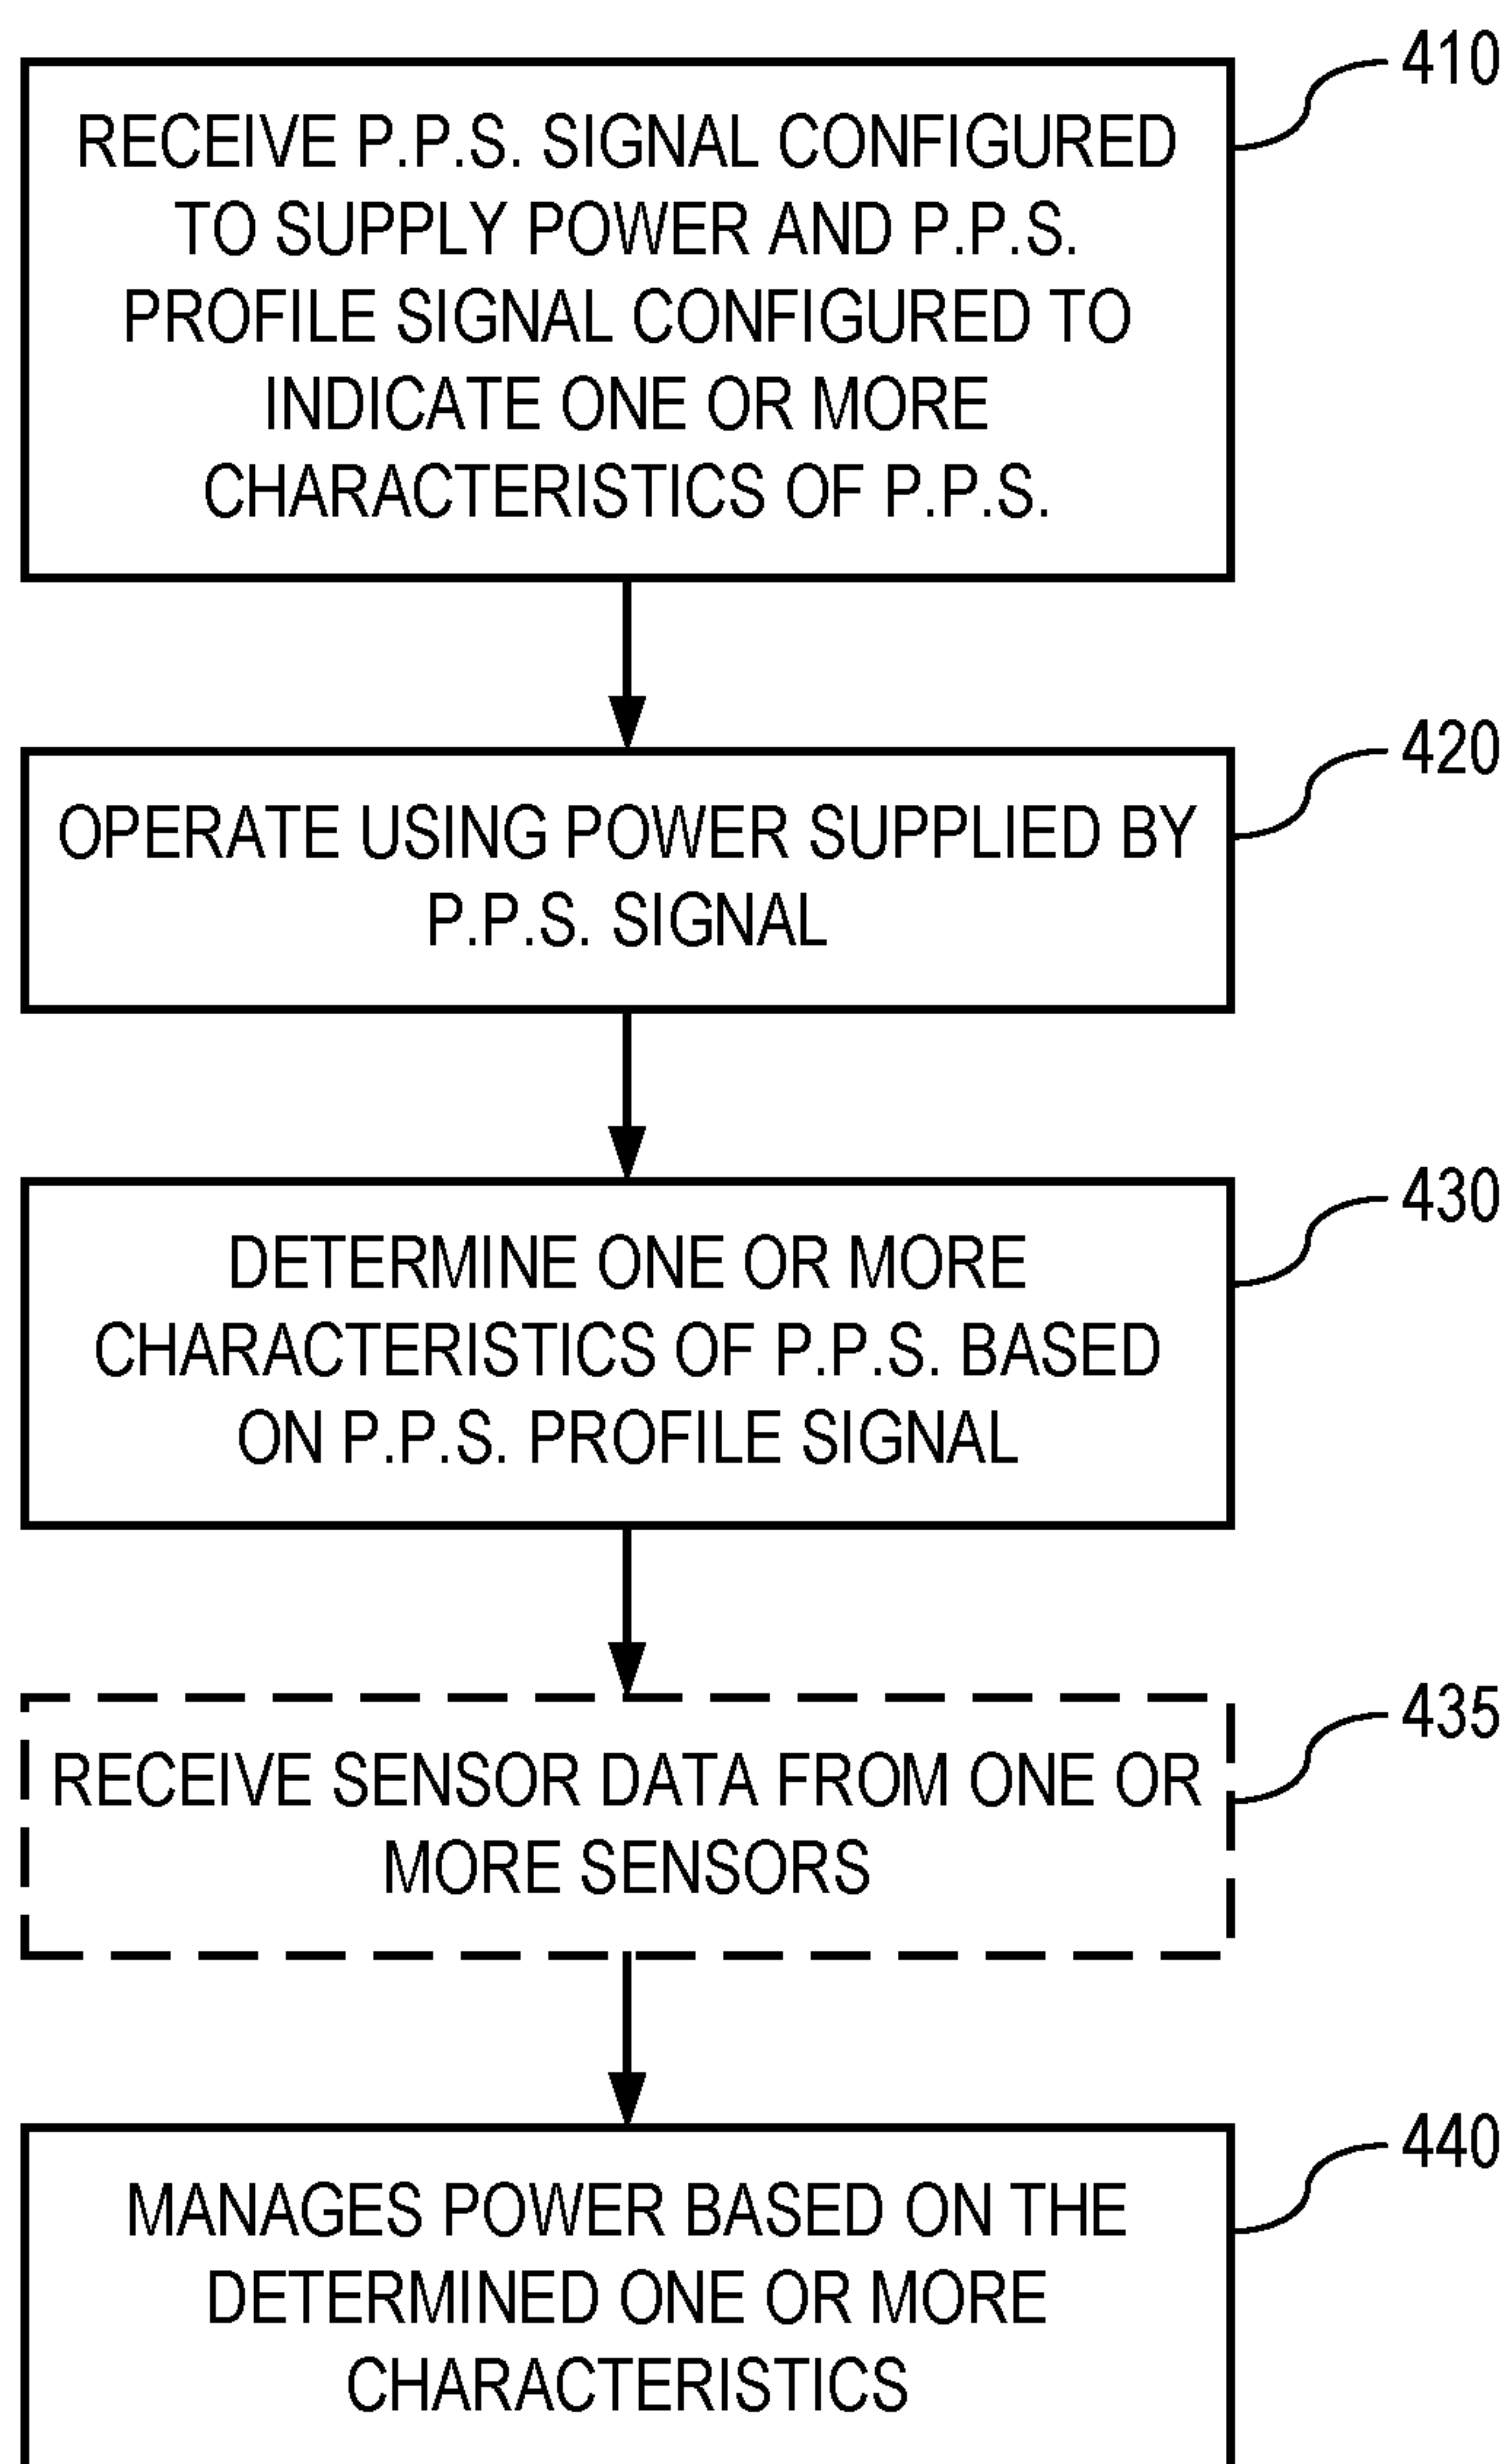 410
RECEIVE P.P.S. SIGNAL CONFIGURED
TO SUPPLY POWER AND P.P.S.
PROFILE SIGNAL CONFIGURED TO
INDICATE ONE OR MORE
CHARACTERISTICS OF P.P.S.
420
OPERATE USING POWER SUPPLIED BY
P.P.S. SIGNAL
430
DETERMINE ONE OR MORE
CHARACTERISTICS OF P.P.S. BASED
ON P.P.S. PROFILE SIGNAL
435
RECEIVE SENSOR DATA FROM ONE OR
MORE SENSORS
440
MANAGES POWER BASED ON THE
DETERMINED ONE OR MORE
CHARACTERISTICS